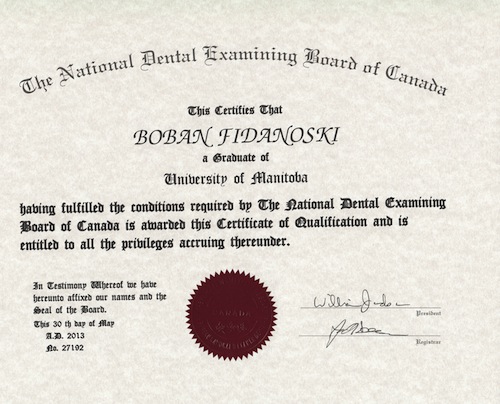 The National Dental Examining Board of Canada
This Certifies That
BOBAN FIDANOSKI
a Graduate of
University of Manitoba
having fulfilled the conditions required by The National Dental Examining
Board of Canada is awarded this Certificate of Qualification and is
entitled to all the privileges accruing thereunder.
In Testimony Whereof we have
hereunto affixed our names and the
Seal of the Board.
This 30 th day of May
A.D. 2013
No. 27192
CANADA
President
Registrar